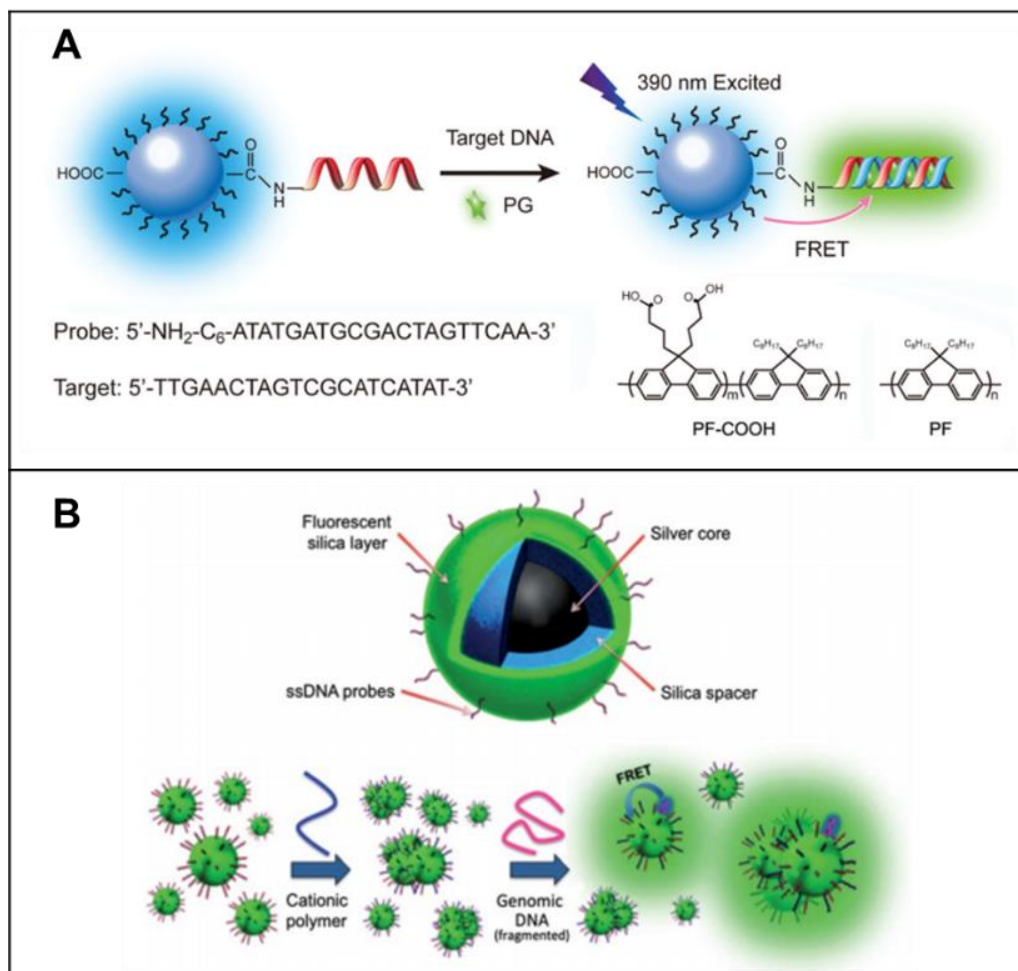 A
390 nm Excited
Target DNA
PG
HOOC
O
C
N
H
HOOC
O
C
N
H
FRET
Probe: 5'-NH₂-C₆-ATATGATGCGACTAGTTCAA-3'
Target: 5'-TTGAACTAGTCGCATCATAT-3'
HO
O
O
OH
C₈H₁₇
C₈H₁₇
m
n
PF-COOH
C₈H₁₇
C₈H₁₇
n
PF
B
Fluorescent
silica layer
Silver core
ssDNA probes
Silica spacer
FRET
Cationic
polymer
Genomic
DNA
(fragmented)